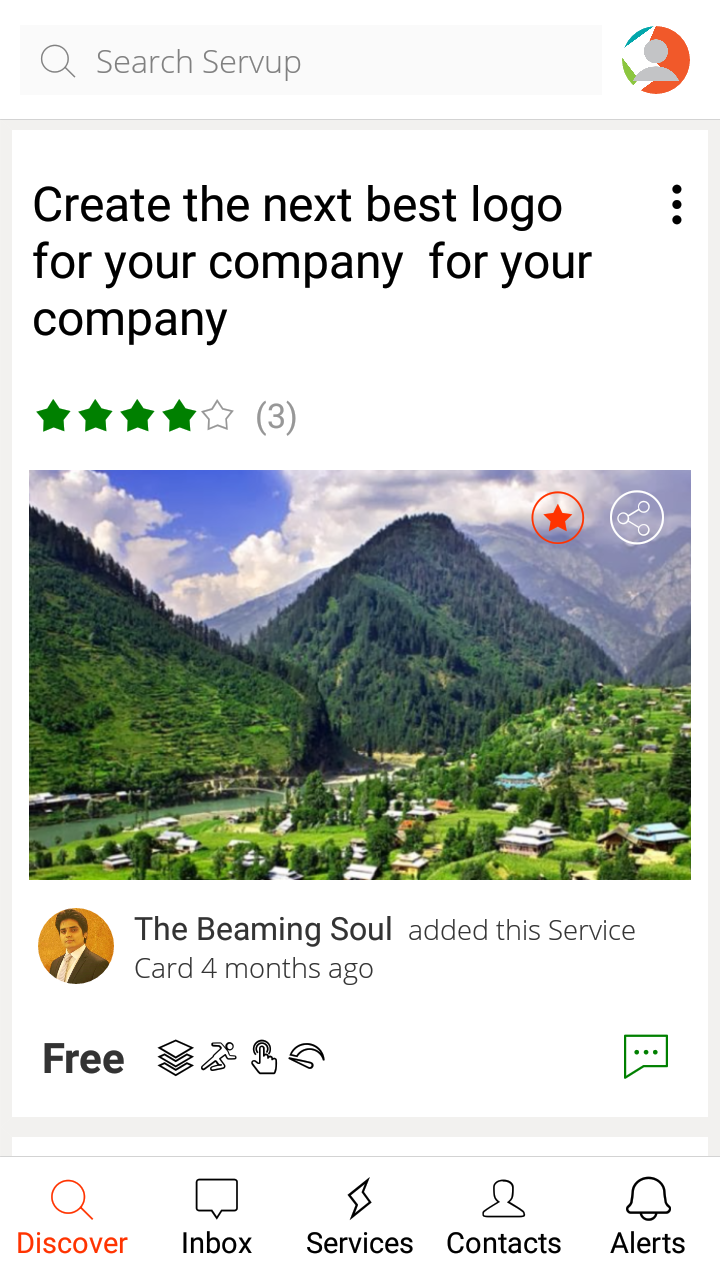 Search Servup
Create the next best logo
for your company  for your
company
(3)
The Beaming Soul added this Service
Card 4 months ago
Free
Discover
Inbox
Services
Contacts
Alerts